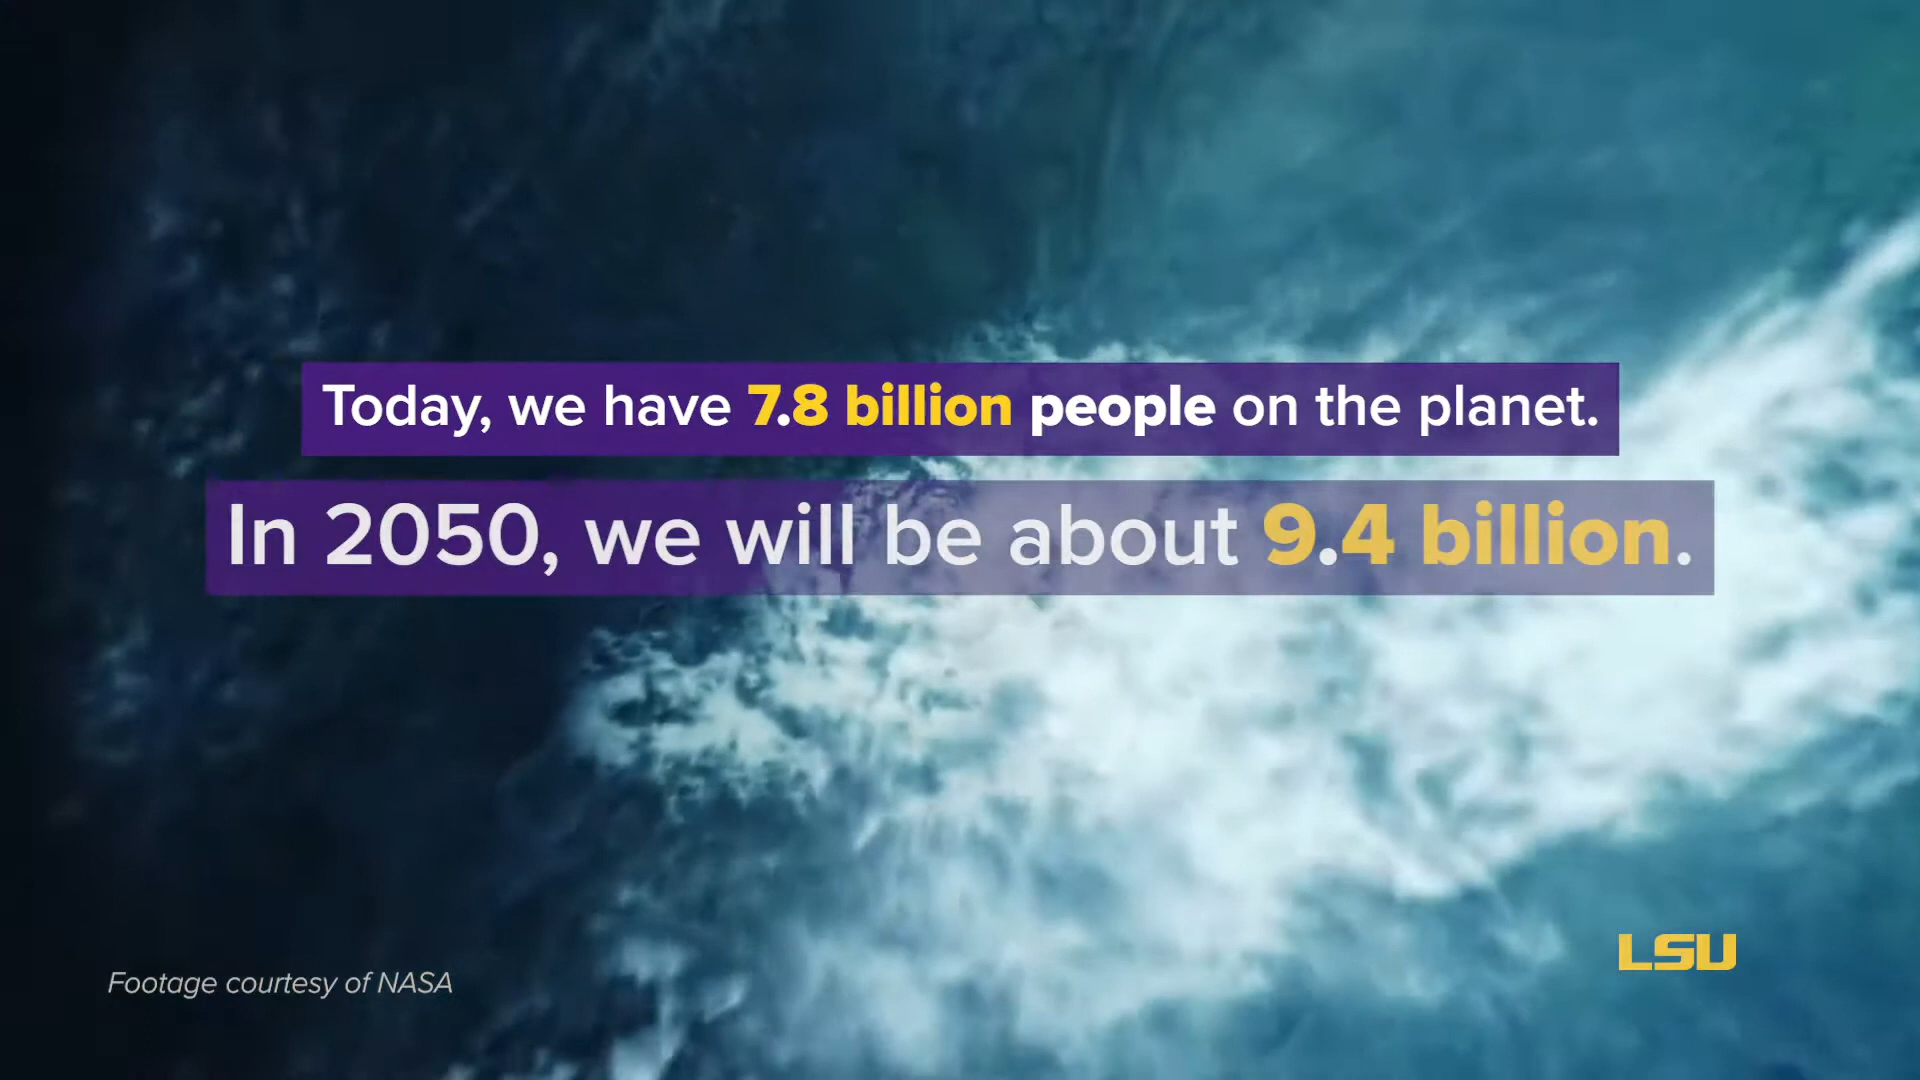 Today, we have 7.8 billion people on the planet.
In 2050, we will be about 9.4 billion.
Footage courtesy of NASA
LSU